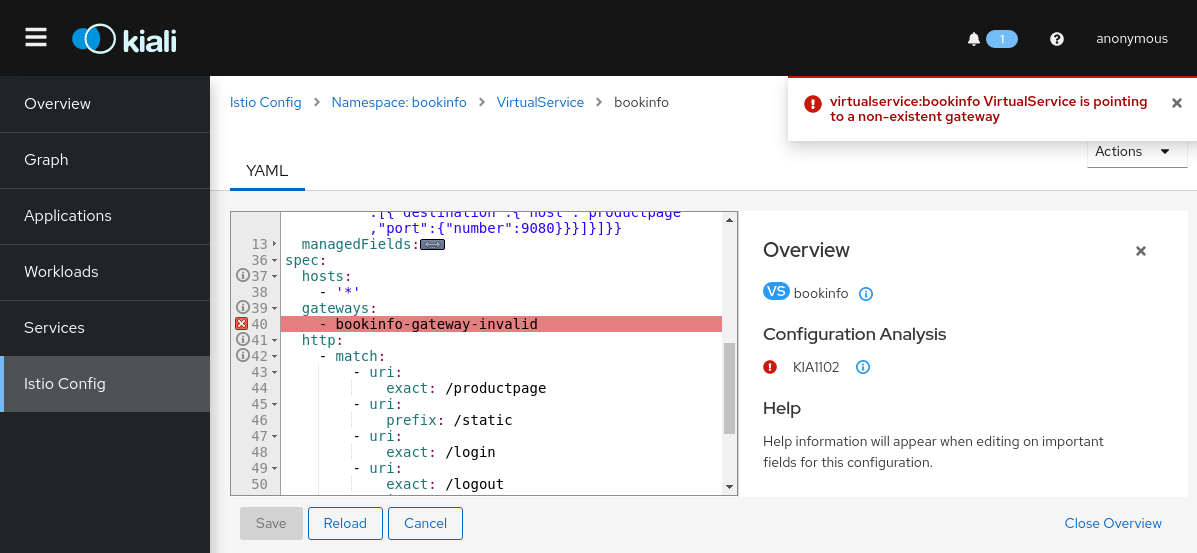 kiali
1
anonymous
Overview
Graph
Applications
Workloads
Services
Istio Config
Istio Config > Namespace: bookinfo > VirtualService > bookinfo
virtualservice:bookinfo VirtualService is pointing
to a non-existent gateway
Actions
YAML
:[{"destination":{"host":"productpage"
,"port":{"number":9080}}}]}]}}
13 managedFields:
36 spec:
37 hosts:
38 - '*'
39 gateways:
40 - bookinfo-gateway-invalid
41 http:
42 - match:
43 - uri:
44 exact: /productpage
45 - uri:
46 prefix: /static
47 - uri:
48 exact: /login
49 - uri:
50 exact: /logout
Overview
VS bookinfo
Configuration Analysis
KIA1102
Help
Help information will appear when editing on important
fields for this configuration.
Save
Reload
Cancel
Close Overview